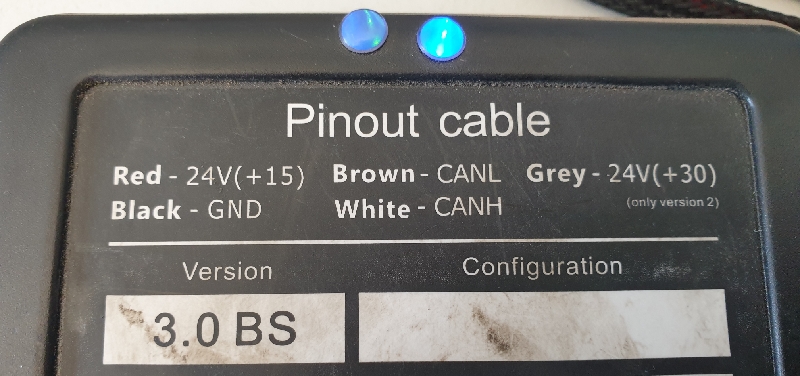 Pinout cable
Red - 24V(+15) Brown - CANL Grey - 24V(+30)
Black - GND White - CANH (only version 2)
Version Configuration
3.0 BS